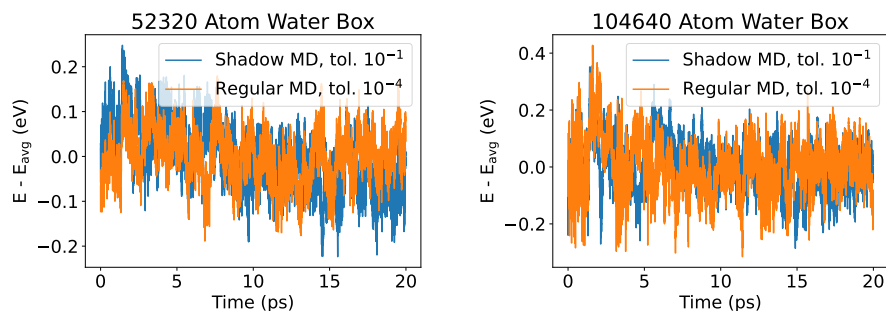 52320 Atom Water Box
Shadow MD, tol. 10⁻¹
Regular MD, tol. 10⁻⁴
0.2
0.1
0.0
−0.1
−0.2
E - E_avg (eV)
0 5 10 15 20
Time (ps)
104640 Atom Water Box
Shadow MD, tol. 10⁻¹
Regular MD, tol. 10⁻⁴
0.4
0.2
0.0
−0.2
E - E_avg (eV)
0 5 10 15 20
Time (ps)